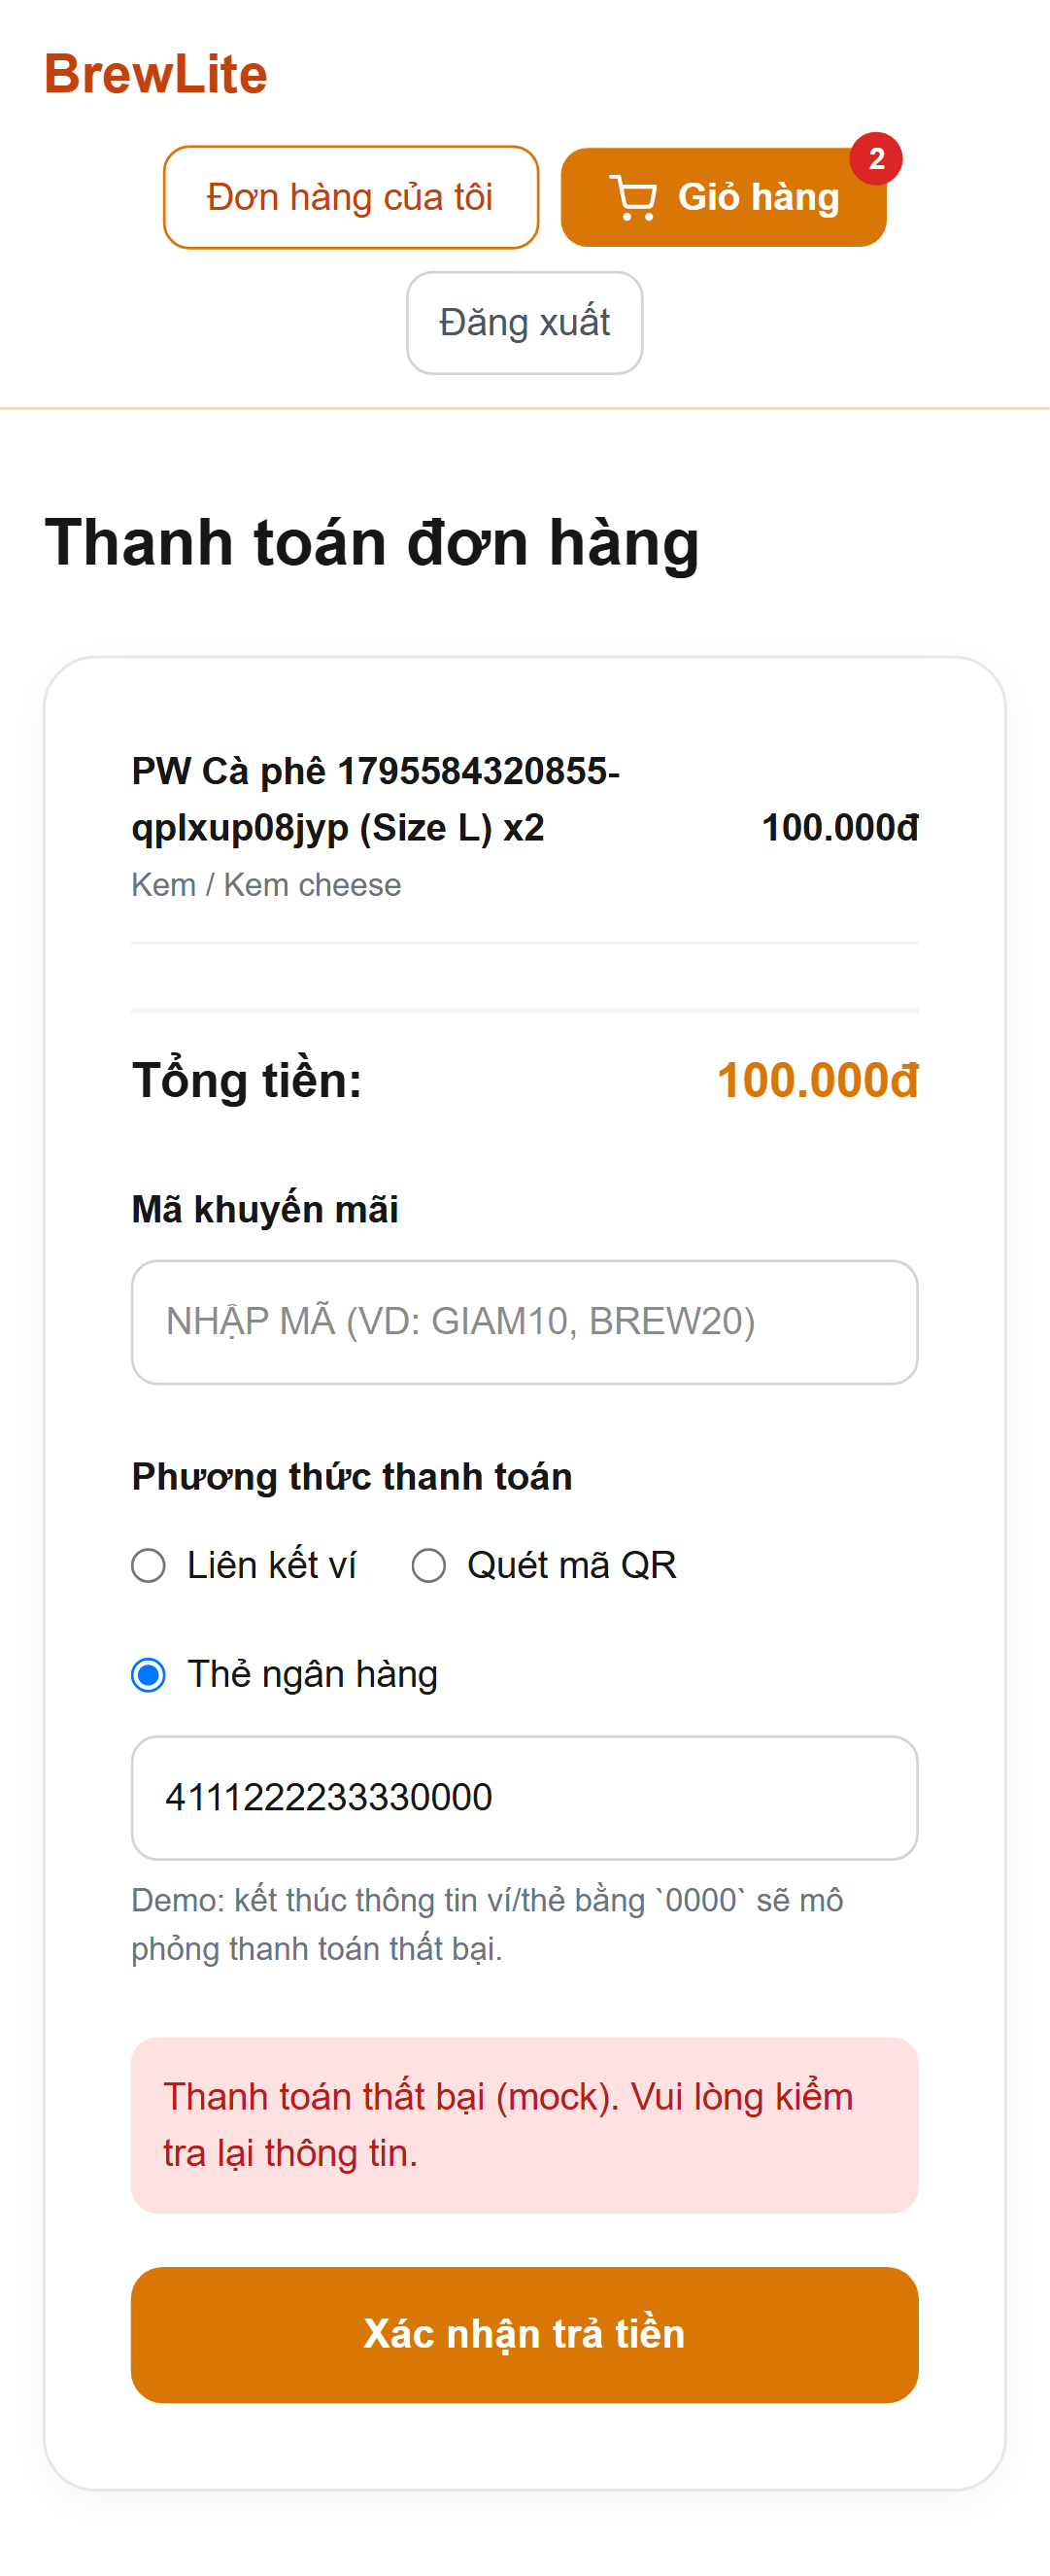 BrewLite
Đơn hàng của tôi
Giỏ hàng
2
Đăng xuất
Thanh toán đơn hàng
PW Cà phê 1795584320855-
qplxup08jyp (Size L) x2
100.000đ
Kem / Kem cheese
Tổng tiền:
100.000đ
Mã khuyến mãi
NHẬP MÃ (VD: GIAM10, BREW20)
Phương thức thanh toán
Liên kết ví
Quét mã QR
Thẻ ngân hàng
4111222233330000
Demo: kết thúc thông tin ví/thẻ bằng `0000` sẽ mô
phỏng thanh toán thất bại.
Thanh toán thất bại (mock). Vui lòng kiểm
tra lại thông tin.
Xác nhận trả tiền